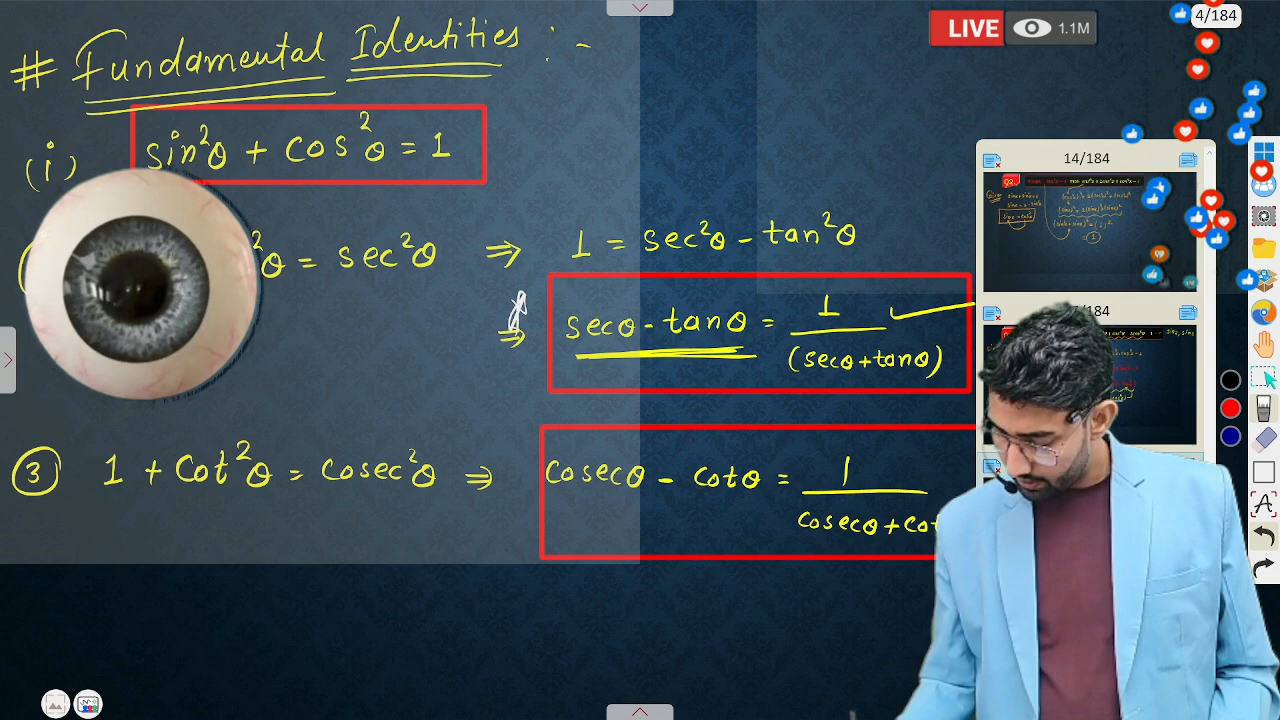 # Fundamental Identities :-
LIVE 1.1M
4/184
(i) sin²θ + cos²θ = 1
14/184
²θ = sec²θ ⇒ 1 = sec²θ - tan²θ
⇒ secθ - tanθ = 1/(secθ+tanθ)
③ 1 + cot²θ = cosec²θ ⇒ cosecθ - cotθ = 1/cosecθ+cot